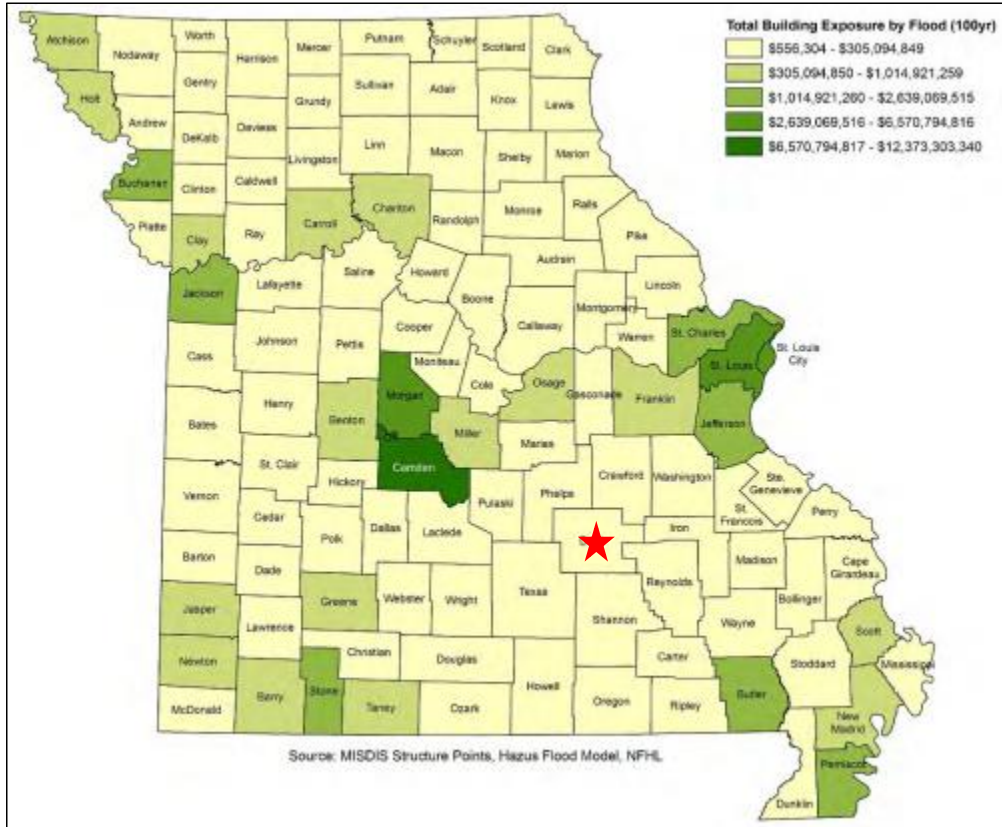 Total Building Exposure by Flood (100yr)
$556,304 - $305,094,849
$305,094,850 - $1,014,921,259
$1,014,921,260 - $2,639,069,515
$2,639,069,516 - $6,570,794,816
$6,570,794,817 - $12,373,303,340
Atchison
Nodaway
Worth
Harrison
Mercer
Putnam
Schuyler
Scotland
Clark
Gentry
Sullivan
Adair
Knox
Lewis
Holt
Grundy
Andrew
DeKalb
Daviess
Livingston
Linn
Macon
Shelby
Marion
Buchanan
Clinton
Caldwell
Chariton
Monroe
Ralls
Platte
Clay
Ray
Carroll
Randolph
Pike
Audrain
Jackson
Lafayette
Saline
Howard
Boone
Callaway
Montgomery
Lincoln
Warren
St. Charles
St. Louis
City
St. Louis
Cass
Johnson
Pettis
Cooper
Moniteau
Cole
Osage
Gasconade
Franklin
Jefferson
Bates
Henry
Benton
Morgan
Miller
Maries
St. Clair
Camden
Crawford
Washington
Ste.
Genevieve
Vernon
Hickory
Pulaski
Phelps
St.
Francois
Perry
Cedar
Dallas
Laclede
Iron
Polk
Barton
Dade
Madison
Cape
Girardeau
Texas
Reynolds
Bollinger
Jasper
Greene
Webster
Wright
Shannon
Wayne
Lawrence
Scott
Newton
Christian
Douglas
Carter
Stoddard
Mississippi
Barry
Stone
Taney
Ozark
Howell
Oregon
Ripley
Butler
McDonald
New
Madrid
Pemiscot
Dunklin
Source: MISDIS Structure Points, Hazus Flood Model, NFHL